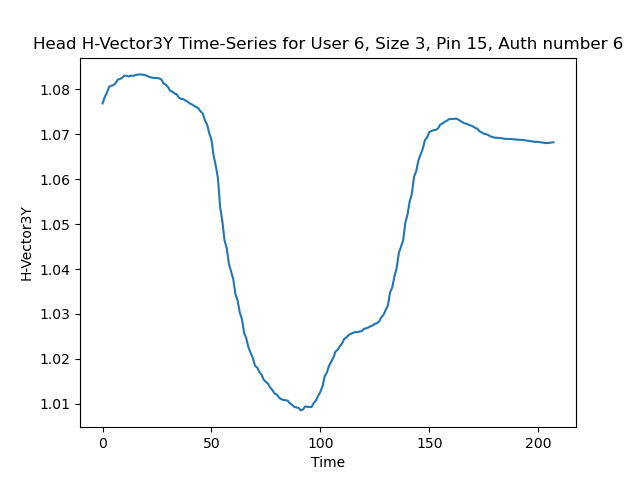 Head H-Vector3Y Time-Series for User 6, Size 3, Pin 15, Auth number 6
H-Vector3Y
1.08
1.07
1.06
1.05
1.04
1.03
1.02
1.01
0 50 100 150 200
Time